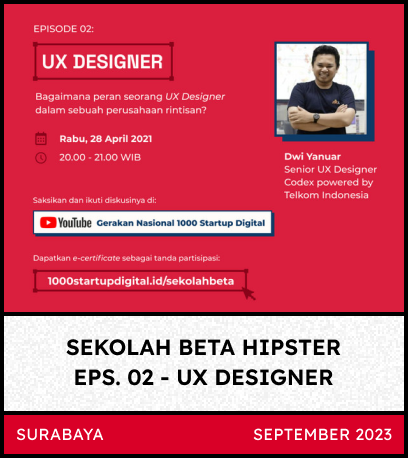 EPISODE 02:
UX DESIGNER
Bagaimana peran seorang UX Designer
dalam sebuah perusahaan rintisan?
Rabu, 28 April 2021
20.00 - 21.00 WIB
Dwi Yanuar
Senior UX Designer
Codex powered by
Telkom Indonesia
Saksikan dan ikuti diskusinya di:
YouTube Gerakan Nasional 1000 Startup Digital
Dapatkan e-certificate sebagai tanda partisipasi:
1000startupdigital.id/sekolahbeta
SEKOLAH BETA HIPSTER
EPS. 02 - UX DESIGNER
SURABAYA
SEPTEMBER 2023